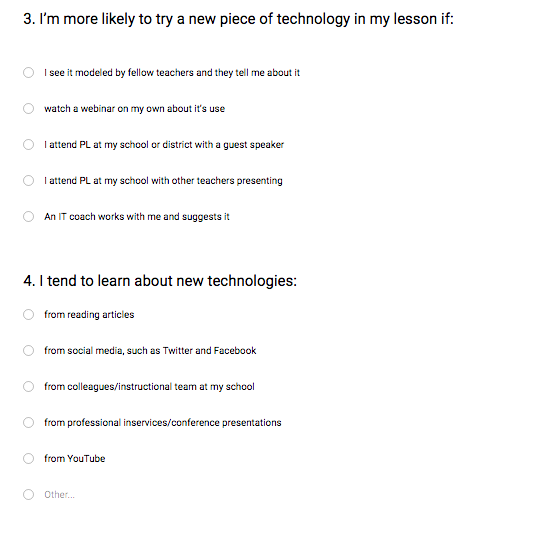 3. I'm more likely to try a new piece of technology in my lesson if:
I see it modeled by fellow teachers and they tell me about it
watch a webinar on my own about it's use
I attend PL at my school or district with a guest speaker
I attend PL at my school with other teachers presenting
An IT coach works with me and suggests it
4. I tend to learn about new technologies:
from reading articles
from social media, such as Twitter and Facebook
from colleagues/instructional team at my school
from professional inservices/conference presentations
from YouTube
Other...